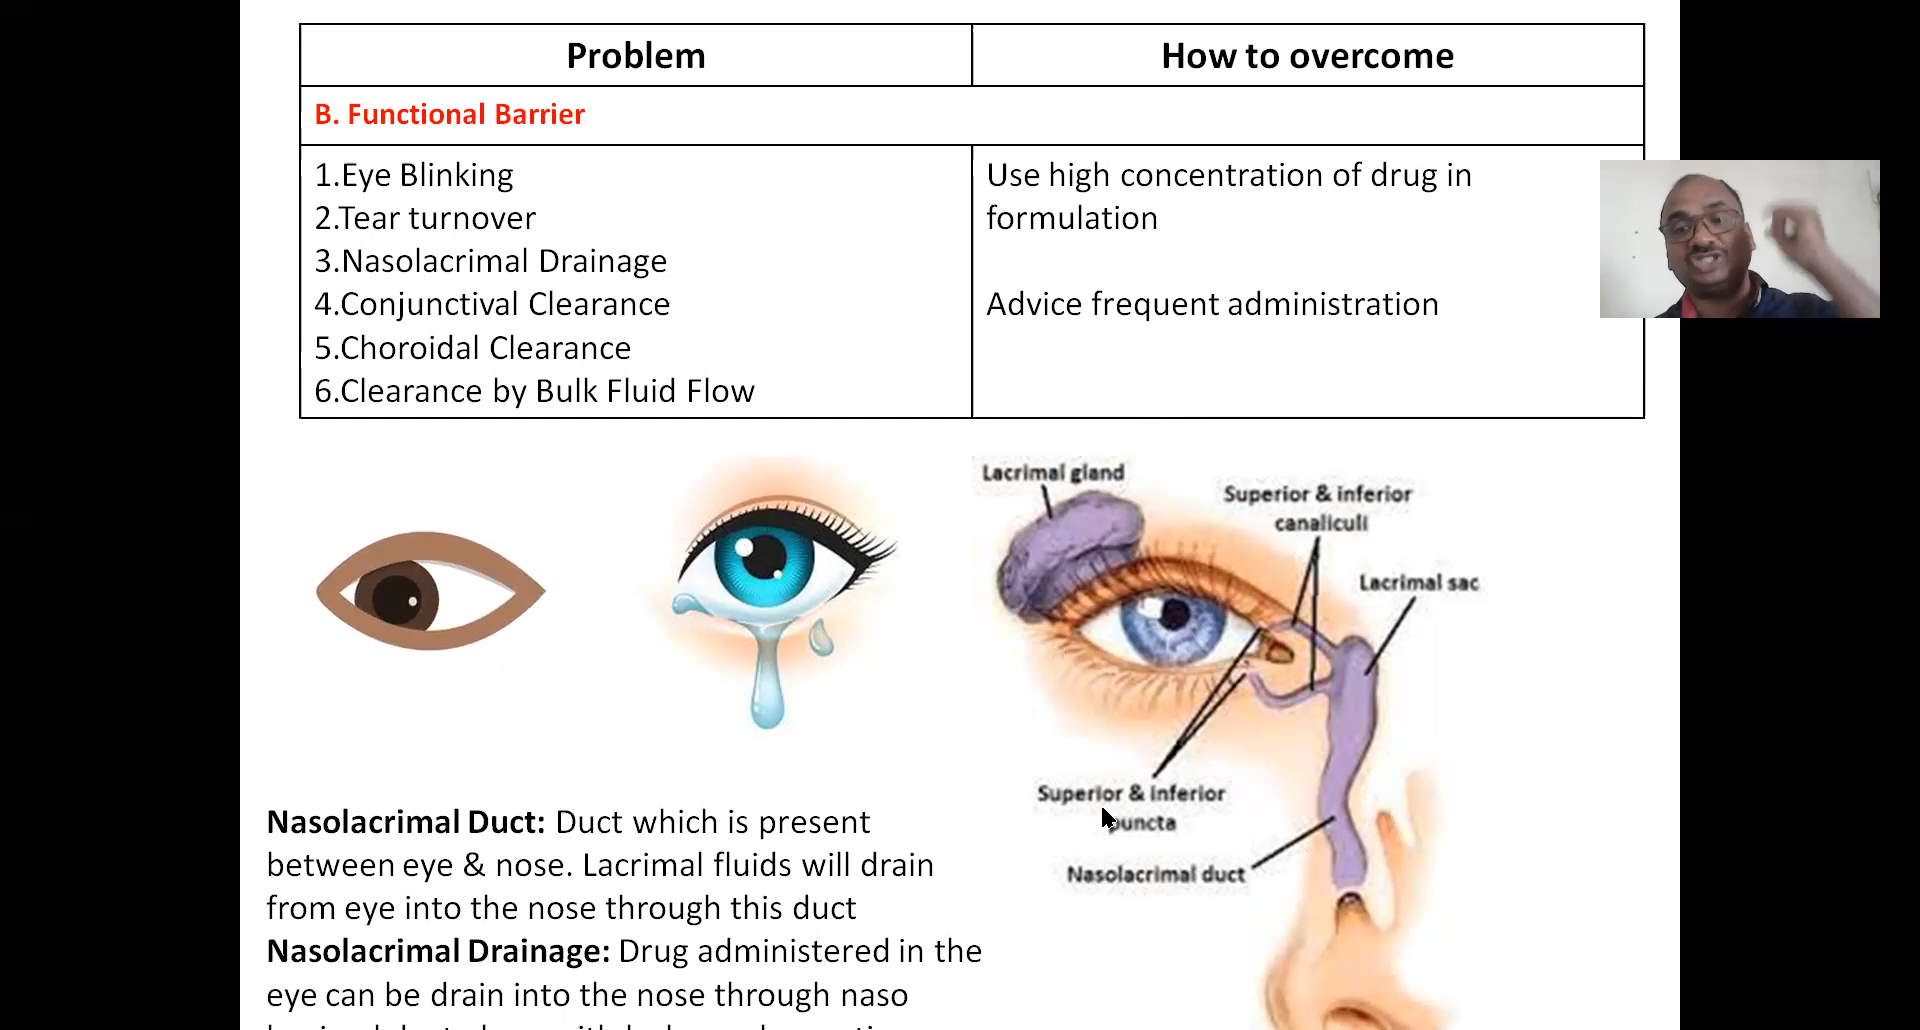 Problem
How to overcome
B. Functional Barrier
1.Eye Blinking
2.Tear turnover
3.Nasolacrimal Drainage
4.Conjunctival Clearance
5.Choroidal Clearance
6.Clearance by Bulk Fluid Flow
Use high concentration of drug in
formulation
Advice frequent administration
Lacrimal gland
Superior & inferior
canaliculi
Lacrimal sac
Superior & inferior
Nasolacrimal duct
Nasolacrimal Duct: Duct which is present
between eye & nose. Lacrimal fluids will drain
from eye into the nose through this duct
Nasolacrimal Drainage: Drug administered in the
eye can be drain into the nose through naso